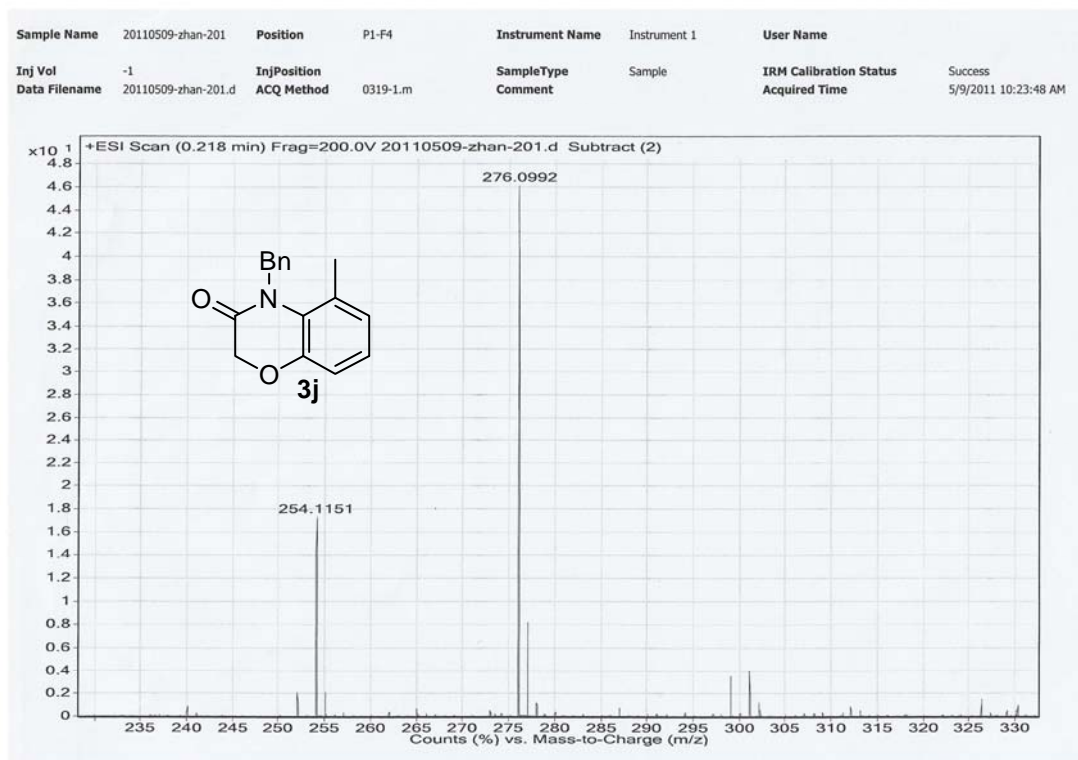 Sample Name 20110509-zhan-201 Position P1-F4 Instrument Name Instrument 1 User Name
Inj Vol -1 InjPosition SampleType Sample IRM Calibration Status Success
Data Filename 20110509-zhan-201.d ACQ Method 0319-1.m Comment Acquired Time 5/9/2011 10:23:48 AM
x10 1 +ESI Scan (0.218 min) Frag=200.0V 20110509-zhan-201.d Subtract (2)
4.8
276.0992
4.6
4.4
4.2
4
Bn
3.8
O N
3.6
3.4
3.2
3
O
3j
2.8
2.6
2.4
2.2
2
1.8
254.1151
1.6
1.4
1.2
1
0.8
0.6
0.4
0.2
0
235 240 245 250 255 260 265 270 275 280 285 290 295 300 305 310 315 320 325 330
Counts (%) vs. Mass-to-Charge (m/z)